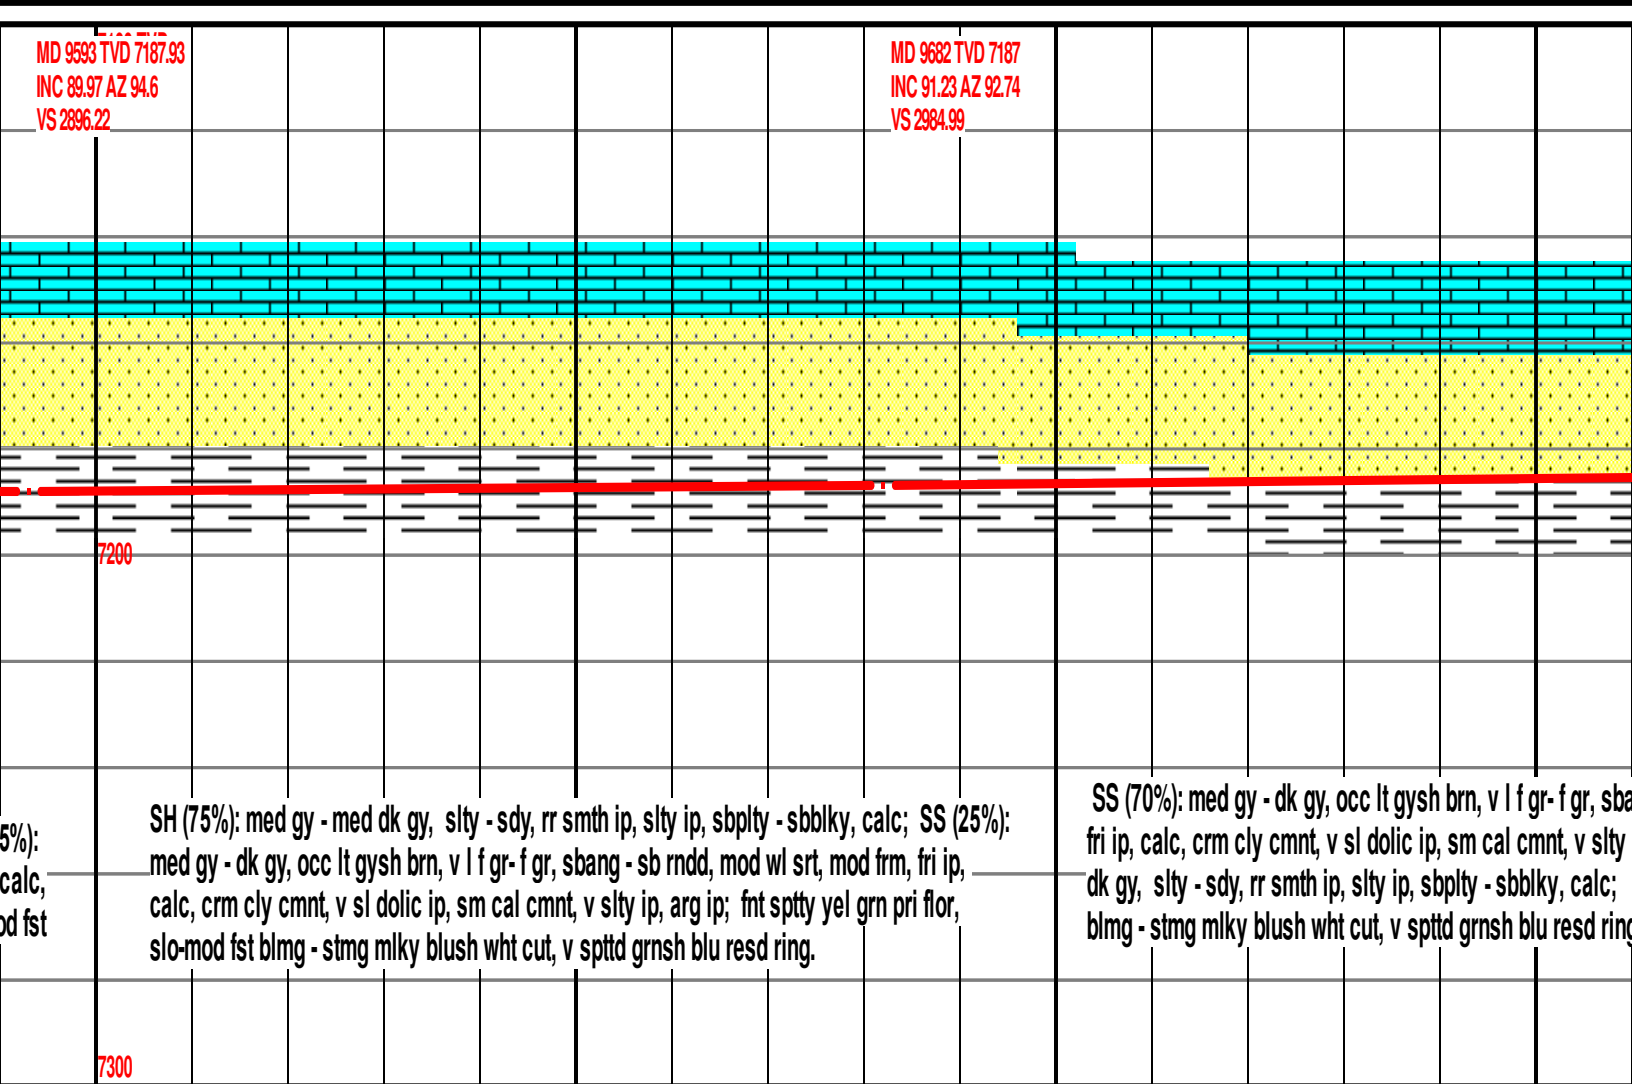 MD 9593 TVD 7187.93
INC 89.97 AZ 94.6
VS 2896.22
MD 9682 TVD 7187
INC 91.23 AZ 92.74
VS 2984.99
7200
5%):
calc,
od fst
SH (75%): med gy - med dk gy, slty - sdy, rr smth ip, slty ip, sbplty - sbblky, calc; SS (25%):
med gy - dk gy, occ lt gysh brn, v l f gr- f gr, sbang - sb rndd, mod wl srt, mod frm, fri ip,
calc, crm cly cmnt, v sl dolic ip, sm cal cmnt, v slty ip, arg ip; fnt sptty yel grn pri flor,
slo-mod fst blmg - stmg mlky blush wht cut, v spttd grnsh blu resd ring.
SS (70%): med gy - dk gy, occ lt gysh brn, v l f gr- f gr, sba
fri ip, calc, crm cly cmnt, v sl dolic ip, sm cal cmnt, v slty
dk gy, slty - sdy, rr smth ip, slty ip, sbplty - sbblky, calc;
blmg - stmg mlky blush wht cut, v spttd grnsh blu resd ring
7300